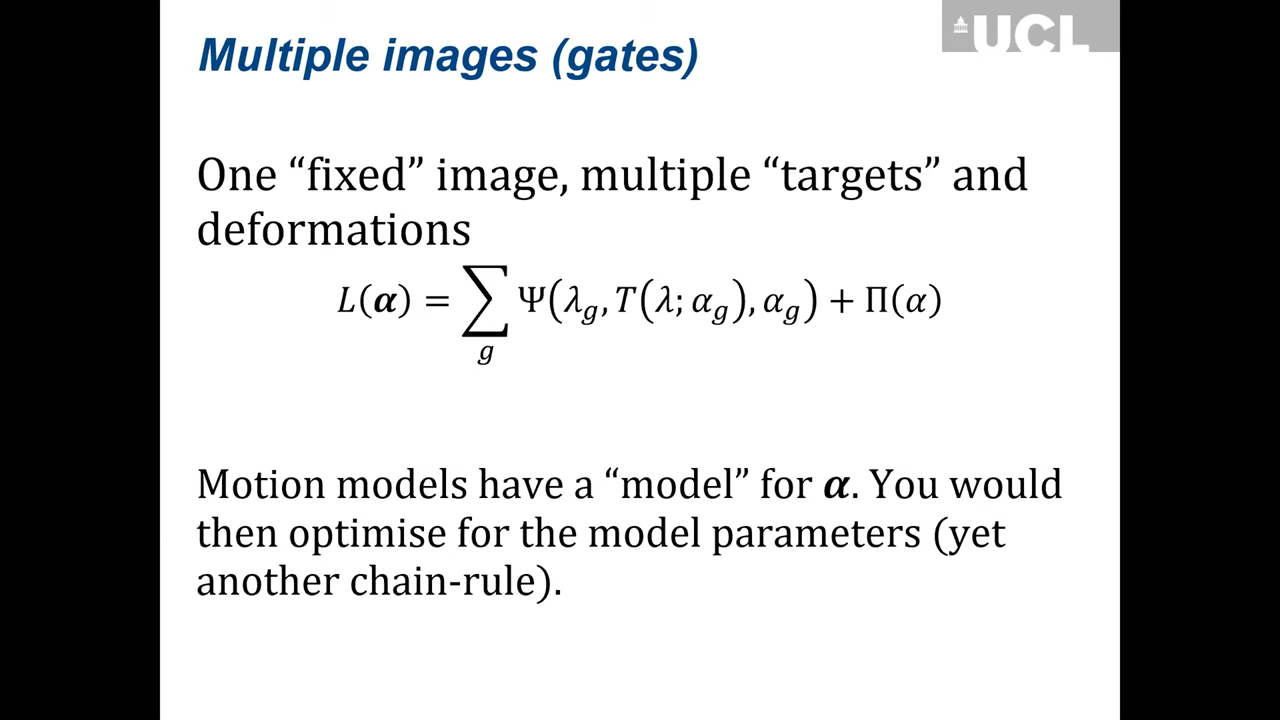 UCL
Multiple images (gates)
One “fixed” image, multiple “targets” and
deformations
L(𝜶) = ∑_g Ψ(λ_g, T(λ; α_g), α_g) + Π(α)
Motion models have a “model” for 𝜶. You would
then optimise for the model parameters (yet
another chain-rule).